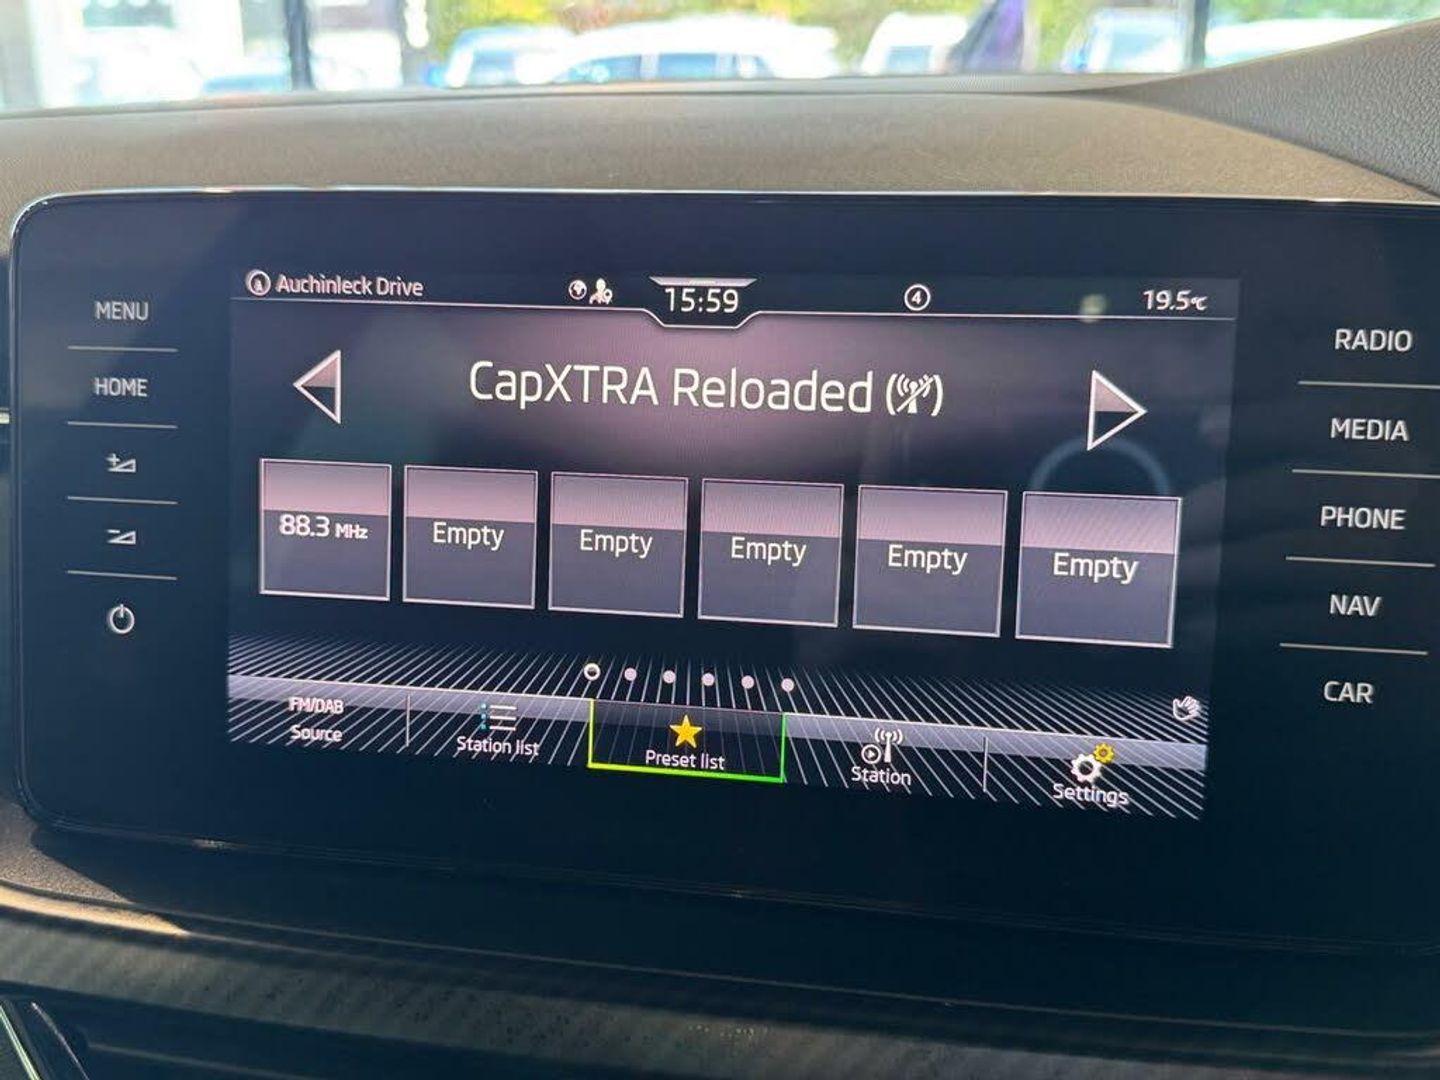 Auchinleck Drive
15:59
4
19.5°C
MENU
HOME
RADIO
MEDIA
PHONE
NAV
CAR
CapXTRA Reloaded
88.3 MHz
Empty
Empty
Empty
Empty
Empty
FM/DAB
Source
Station list
Preset list
Station
Settings